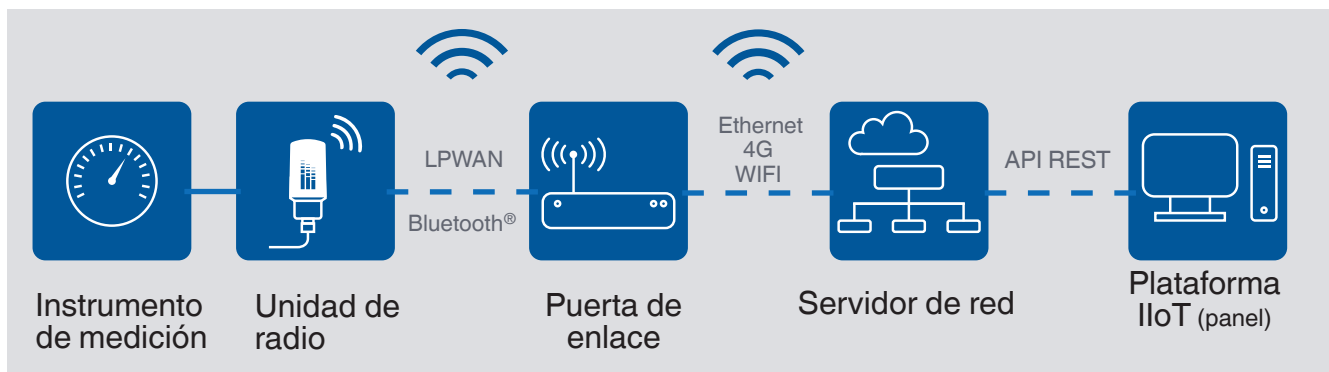 LPWAN
Bluetooth®
Ethernet
4G
WIFI
API REST
Instrumento
de medición
Unidad de
radio
Puerta de
enlace
Servidor de red
Plataforma
IIoT (panel)